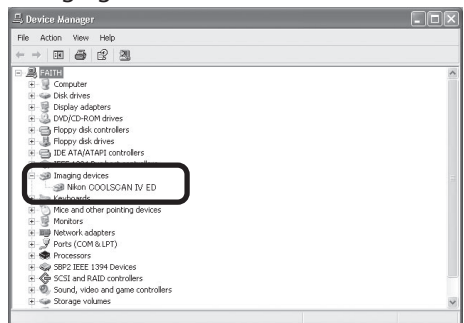 Device Manager
File Action View Help
FAITH
Computer
Disk drives
Display adapters
DVD/CD-ROM drives
Floppy disk controllers
Floppy disk drives
IDE ATA/ATAPI controllers
Imaging devices
Nikon COOLSCAN IV ED
Keyboards
Mice and other pointing devices
Monitors
Network adapters
Ports (COM & LPT)
Processors
SBP2 IEEE 1394 Devices
SCSI and RAID controllers
Sound, video and game controllers
Storage volumes